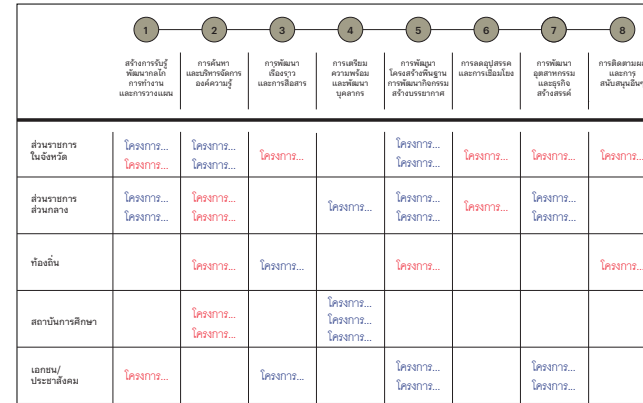 1 2 3 4 5 6 7 8
สร้างการรับรู้
พัฒนากลไก
การทำงาน
และการวางแผน
การค้นหา
และบริหารจัดการ
องค์ความรู้
การพัฒนา
เรื่องราว
และการสื่อสาร
การเตรียม
ความพร้อม
และพัฒนา
บุคลากร
การพัฒนา
โครงสร้างพื้นฐาน
การพัฒนากิจกรรม
สร้างบรรยากาศ
การลดอุปสรรค
และการเชื่อมโยง
การพัฒนา
อุตสาหกรรม
และธุรกิจ
สร้างสรรค์
การติดตามผล
และการ
สนับสนุนอื่นๆ
ส่วนราชการ
ในจังหวัด
โครงการ...
โครงการ...
โครงการ...
โครงการ...
โครงการ...
โครงการ...
โครงการ...
โครงการ...
โครงการ...
โครงการ...
ส่วนราชการ
ส่วนกลาง
โครงการ...
โครงการ...
โครงการ...
โครงการ...
โครงการ...
โครงการ...
โครงการ...
โครงการ...
โครงการ...
โครงการ...
ท้องถิ่น
โครงการ...
โครงการ...
โครงการ...
โครงการ...
สถาบันการศึกษา
โครงการ...
โครงการ...
โครงการ...
โครงการ...
โครงการ...
เอกชน/
ประชาสังคม
โครงการ...
โครงการ...
โครงการ...
โครงการ...
โครงการ...
โครงการ...